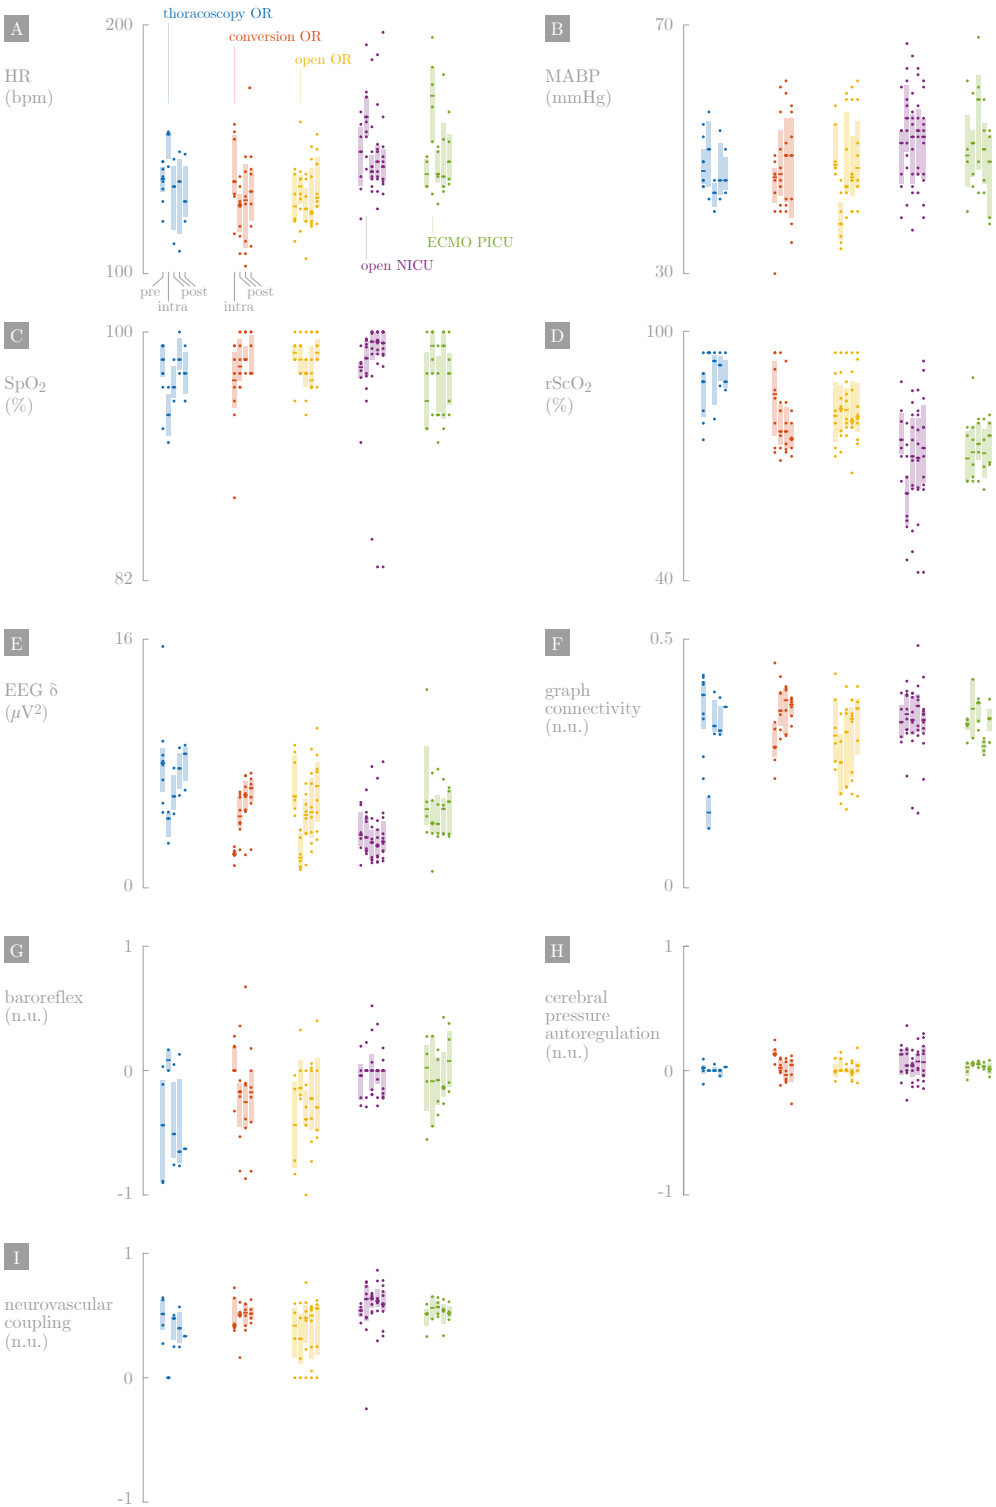 A
200
thoracoscopy OR
conversion OR
open OR
HR
(bpm)
ECMO PICU
open NICU
100
pre
post
intra
post
intra
B
70
MABP
(mmHg)
30
C
100
SpO₂
(%)
82
D
100
rScO₂
(%)
40
E
16
EEG δ
(μV²)
0
F
0.5
graph
connectivity
(n.u.)
0
G
1
baroreflex
(n.u.)
0
-1
H
1
cerebral
pressure
autoregulation
(n.u.)
0
-1
I
1
neurovascular
coupling
(n.u.)
0
-1